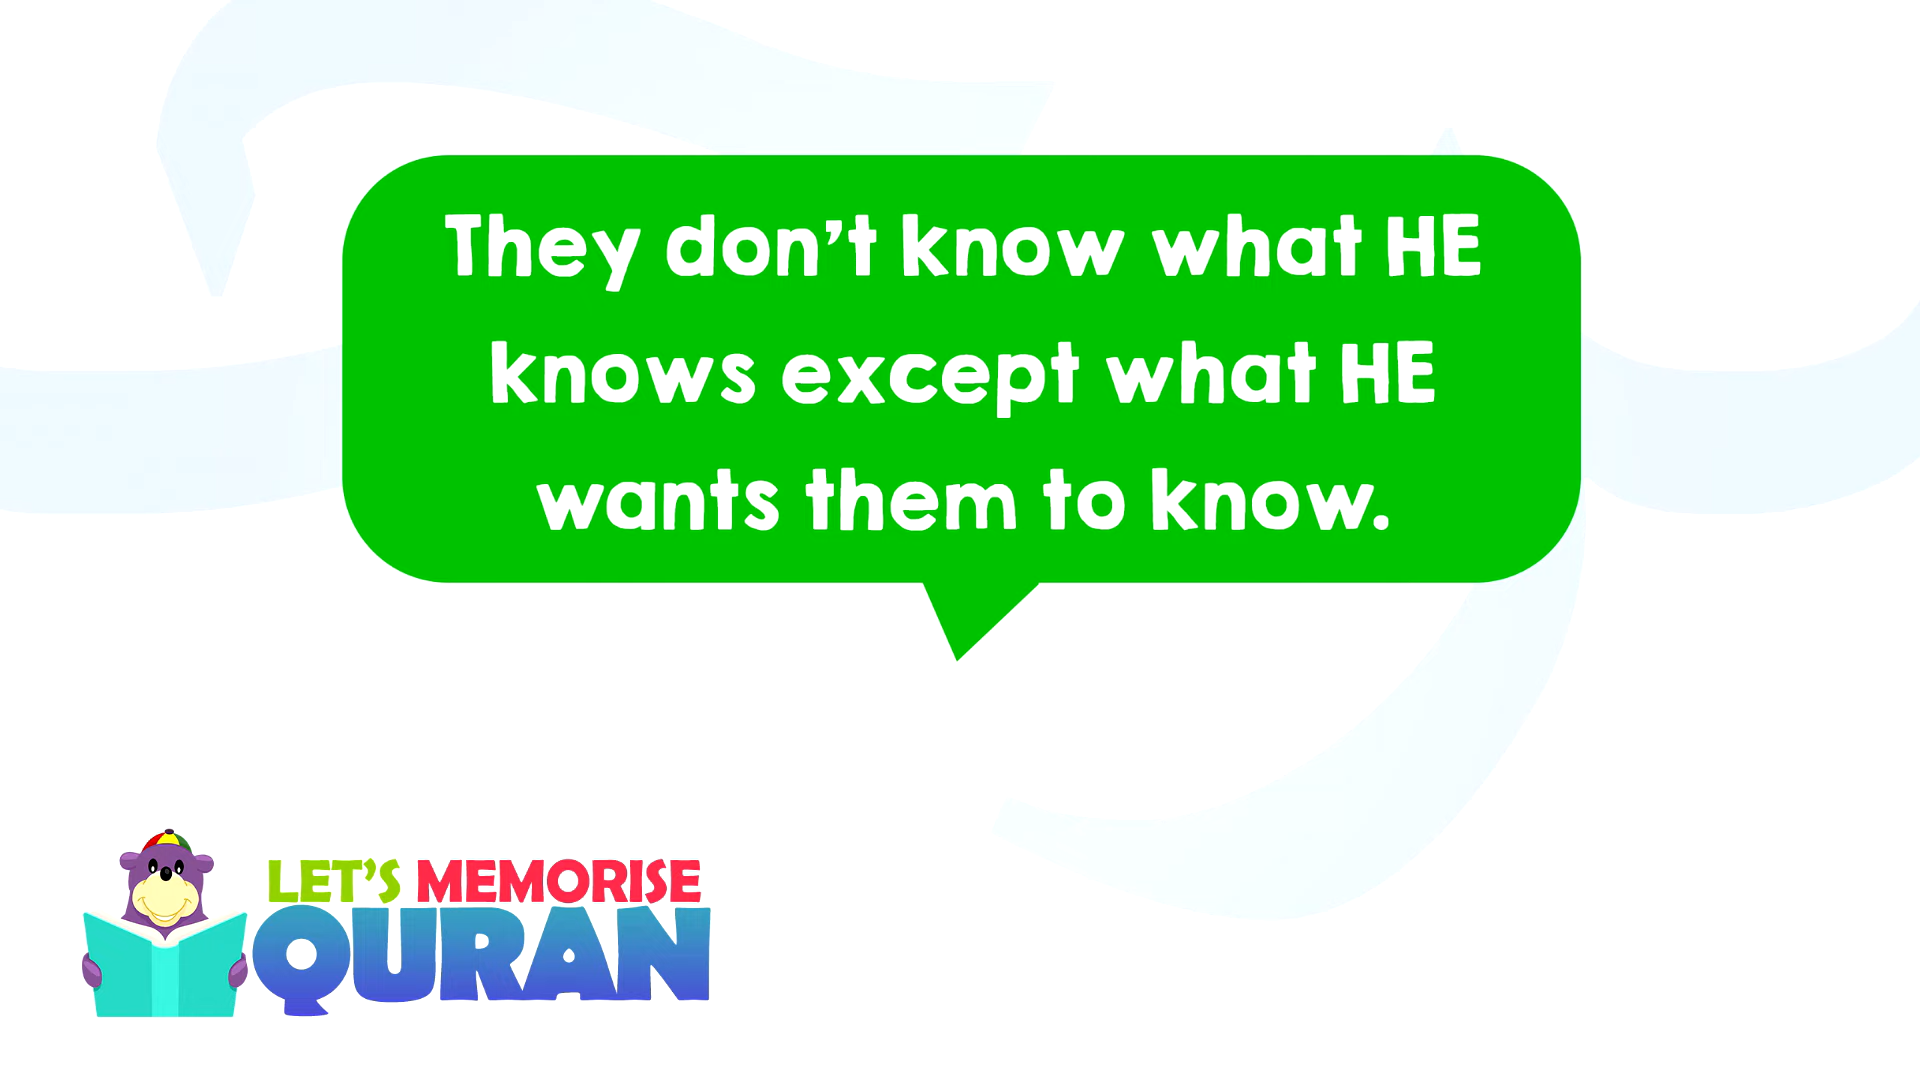 They don’t know what HE
knows except what HE
wants them to know.
LET’S MEMORISE
QURAN